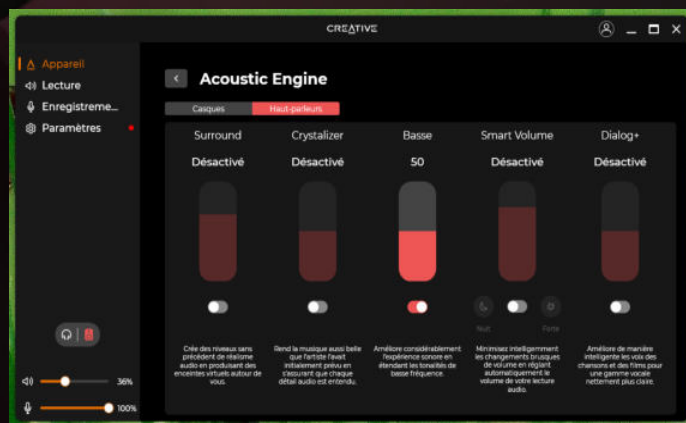 CREATIVE
Appareil
Lecture
Enregistreme...
Paramètres
Acoustic Engine
Casques
Haut-parleurs
Surround
Crystalizer
Basse
Smart Volume
Dialog+
Désactivé
Désactivé
50
Désactivé
Désactivé
Nuit
Forte
Crée des niveaux sans
précédent de réalisme
audio en produisant des
enceintes virtuels autour de
vous.
Rend la musique aussi belle
que l'artiste l'avait
initialement prévu en
s'assurant que chaque
détail audio est entendu.
Améliore considérablement
l'expérience sonore en
étendant les tonalités de
basse fréquence.
Minimisez intelligemment
les changements brusques
de volume en réglant
automatiquement le
volume de votre lecture
audio.
Améliore de manière
intelligente les voix des
chansons et des films pour
une gamme vocale
nettement plus claire.
36%
100%